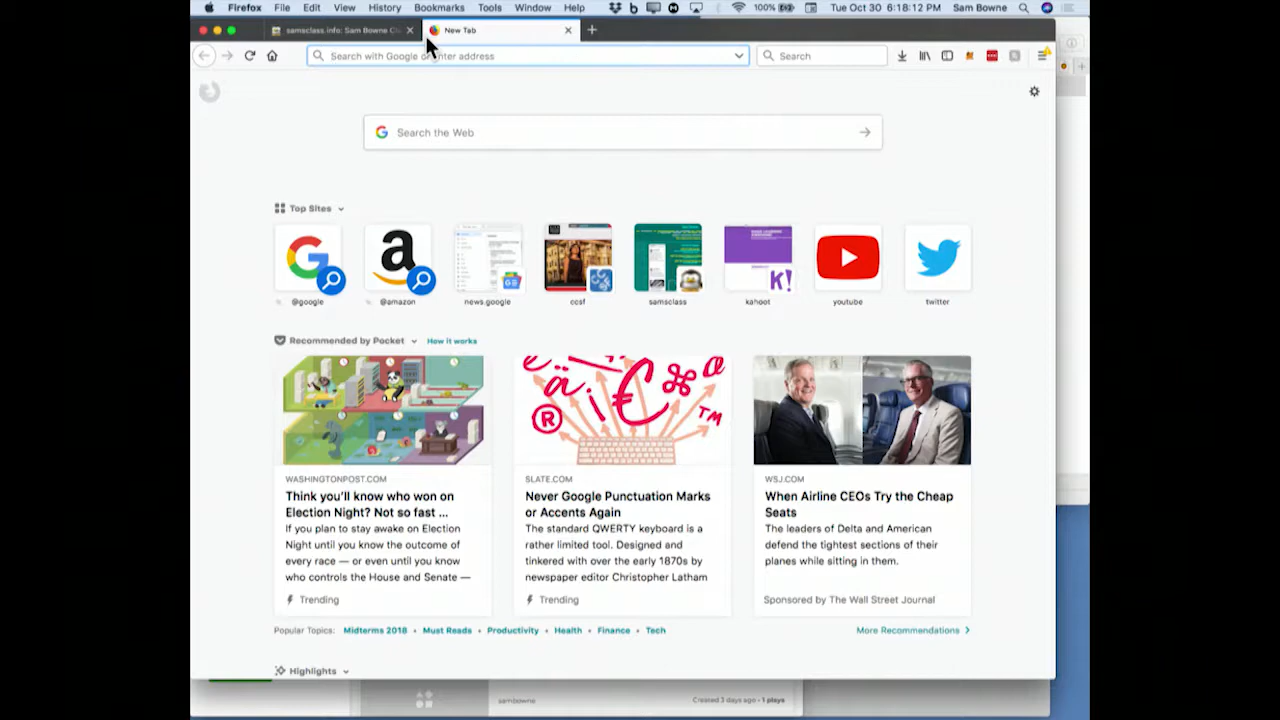 Firefox File Edit View History Bookmarks Tools Window Help 100% Tue Oct 30 6:18:12 PM Sam Bowne
samsclass.info: Sam Bowne Cl New Tab
Search with Google or enter address Search
Search the Web
Top Sites
@google @amazon news.google ccsf samsclass kahoot youtube twitter
Recommended by Pocket How it works
WASHINGTONPOST.COM
Think you'll know who won on
Election Night? Not so fast ...
If you plan to stay awake on Election
Night until you know the outcome of
every race — or even until you know
who controls the House and Senate —
Trending
SLATE.COM
Never Google Punctuation Marks
or Accents Again
The standard QWERTY keyboard is a
rather limited tool. Designed and
tinkered with over the early 1870s by
newspaper editor Christopher Latham
Trending
WSJ.COM
When Airline CEOs Try the Cheap
Seats
The leaders of Delta and American
defend the tightest sections of their
planes while sitting in them.
Sponsored by The Wall Street Journal
Popular Topics: Midterms 2018 • Must Reads • Productivity • Health • Finance • Tech More Recommendations
Highlights
sambowne Created 3 days ago • 1 plays